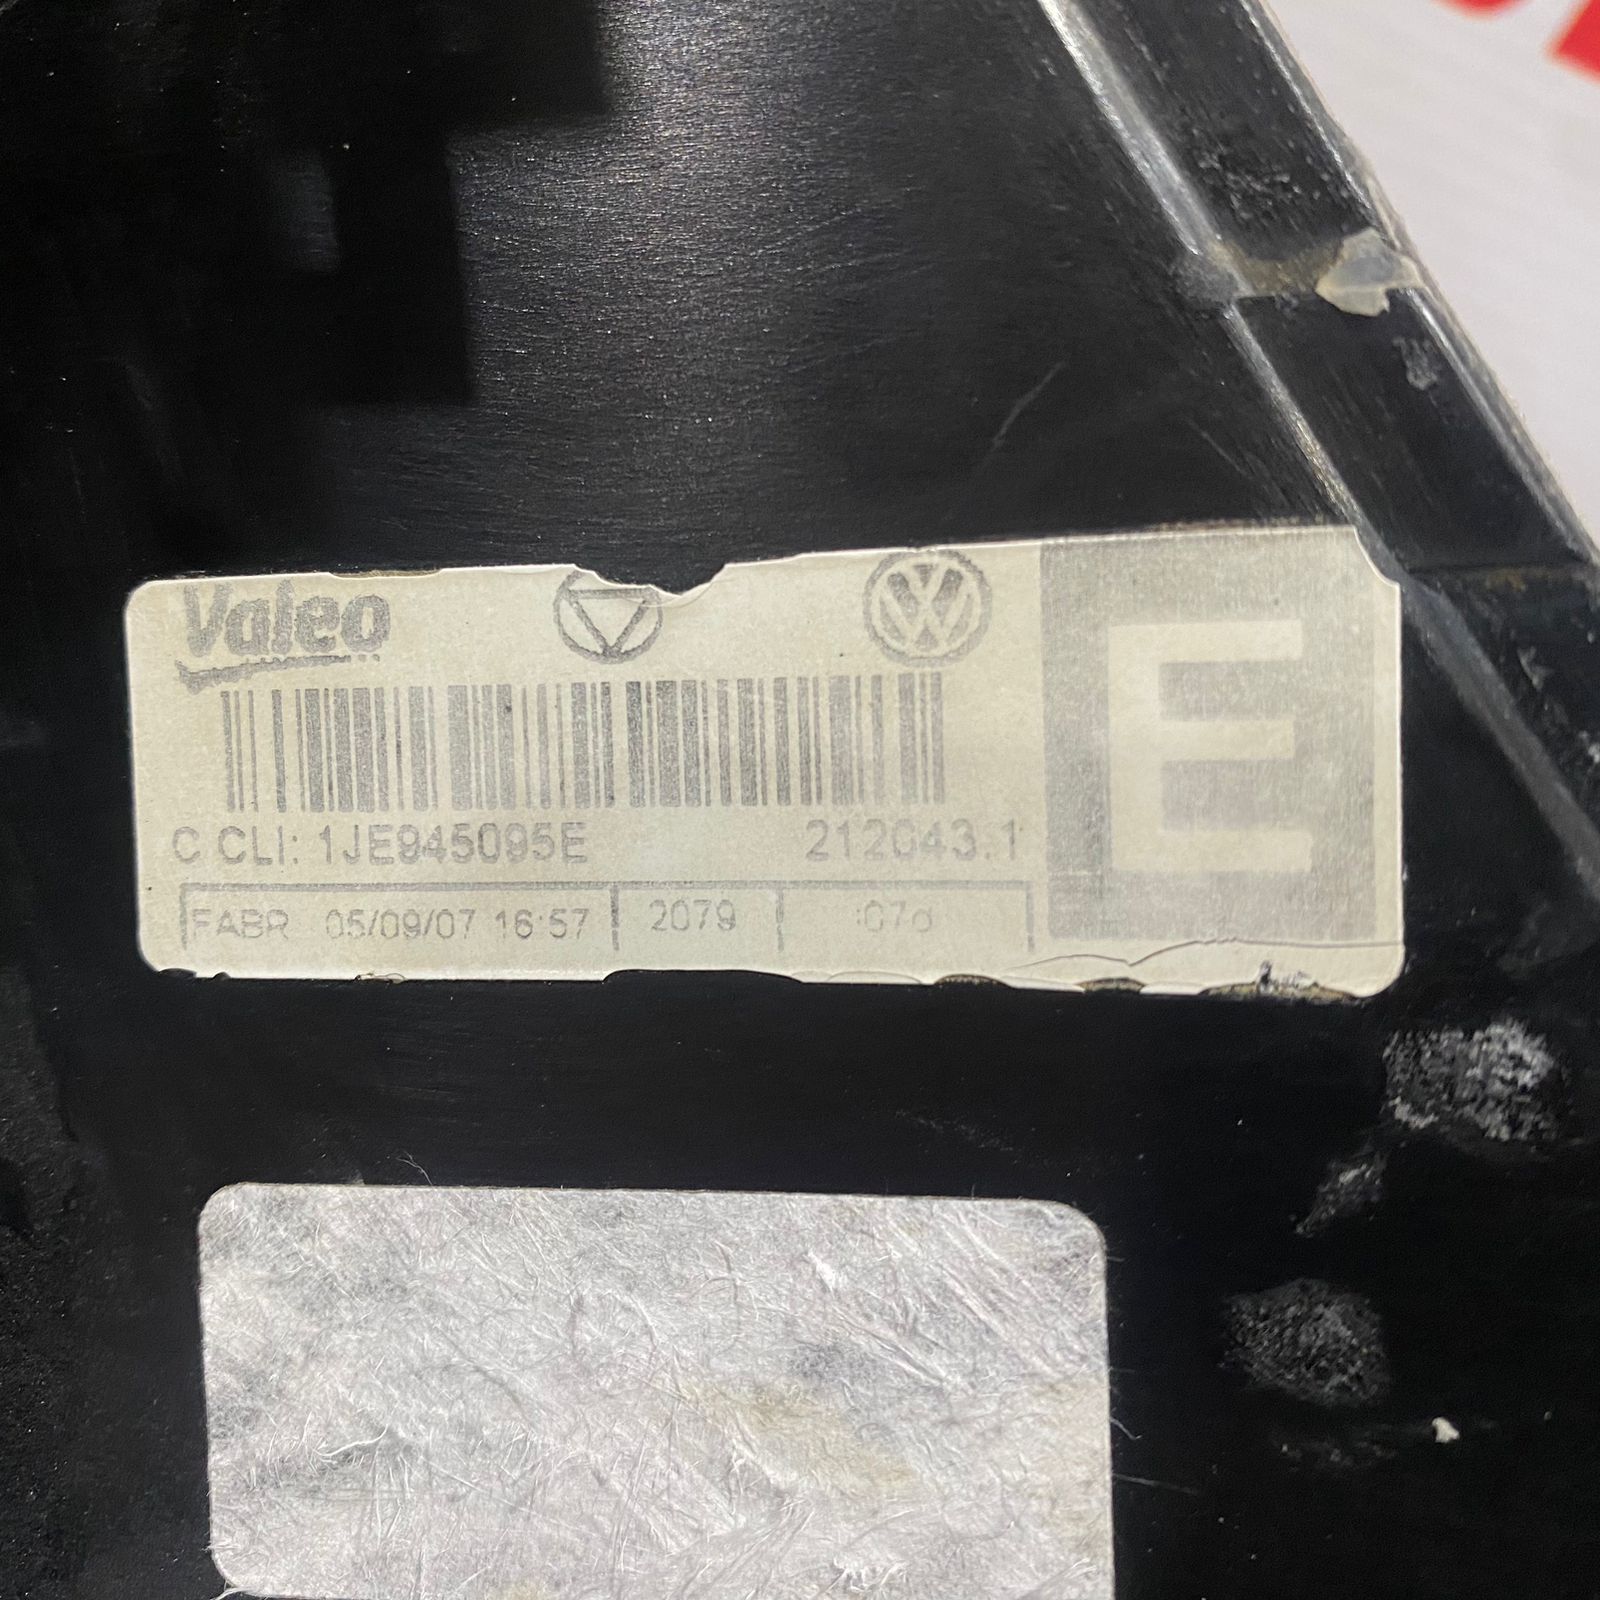 Valeo
C CLI: 1JE945095E 212043.1
E
FABR 05/09/07 16:57 2079